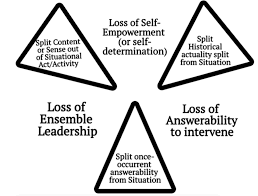 Loss of Self-
Empowerment
(or self-
determination)
Split Content
or Sense out
of Situational
Act/Activity
Split
Historical
actuality split
from Situation
Loss of
Ensemble
Leadership
Loss of
Answerability
to intervene
Split once-
occurrent
answerability
from Situation